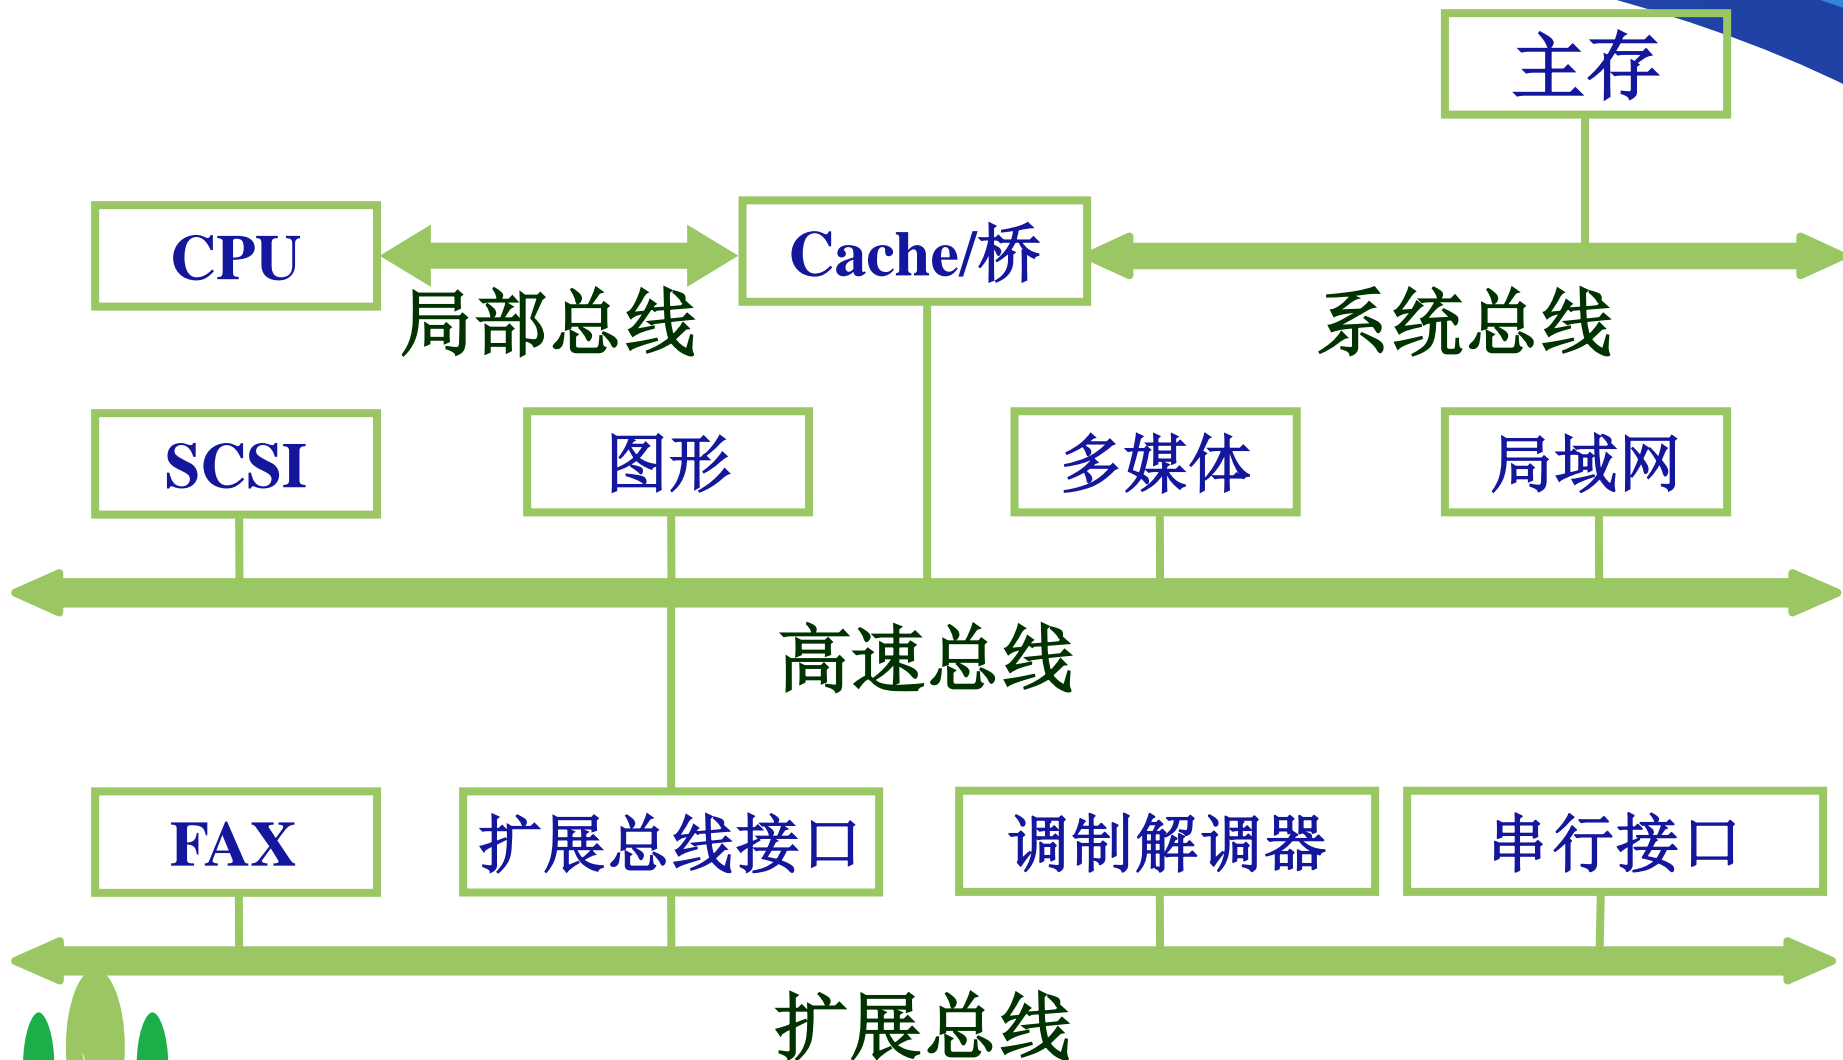 主存
CPU
Cache/桥
局部总线
系统总线
SCSI
图形
多媒体
局域网
高速总线
FAX
扩展总线接口
调制解调器
串行接口
扩展总线